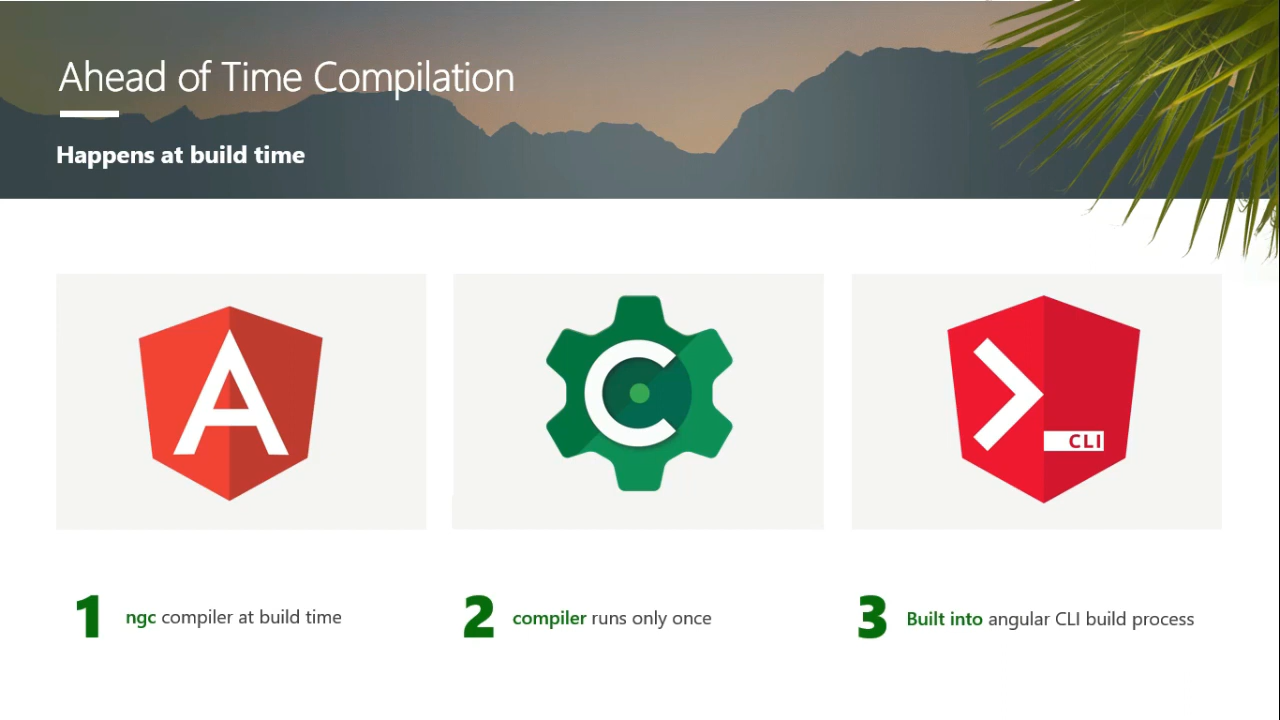 Ahead of Time Compilation
Happens at build time
A
C
CLI
1 ngc compiler at build time
2 compiler runs only once
3 Built into angular CLI build process